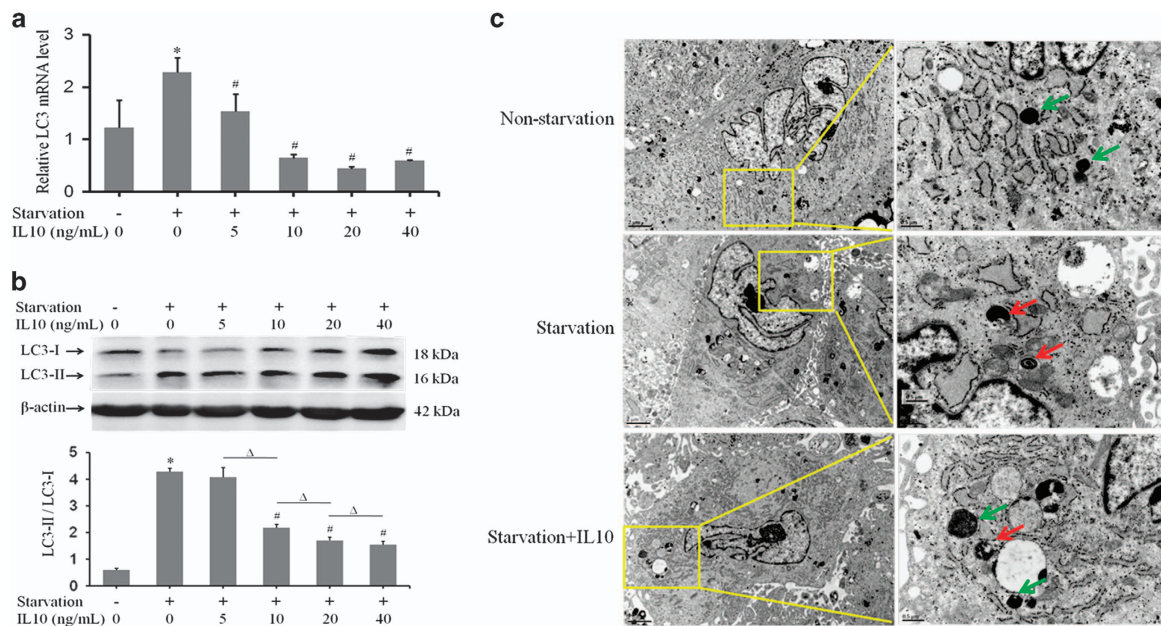 a
Relative LC3 mRNA level
3
2
1
0
* # # # #
Starvation - + + + + +
IL10 (ng/mL) 0 0 5 10 20 40
b
Starvation - + + + + +
IL10 (ng/mL) 0 0 5 10 20 40
LC3-I→ 18 kDa
LC3-II→ 16 kDa
β-actin→ 42 kDa
LC3-II / LC3-I
5
4
3
2
1
0
* Δ
Δ
Δ
# # #
Starvation - + + + + +
IL10 (ng/mL) 0 0 5 10 20 40
c
Non-starvation
Starvation
Starvation+IL10